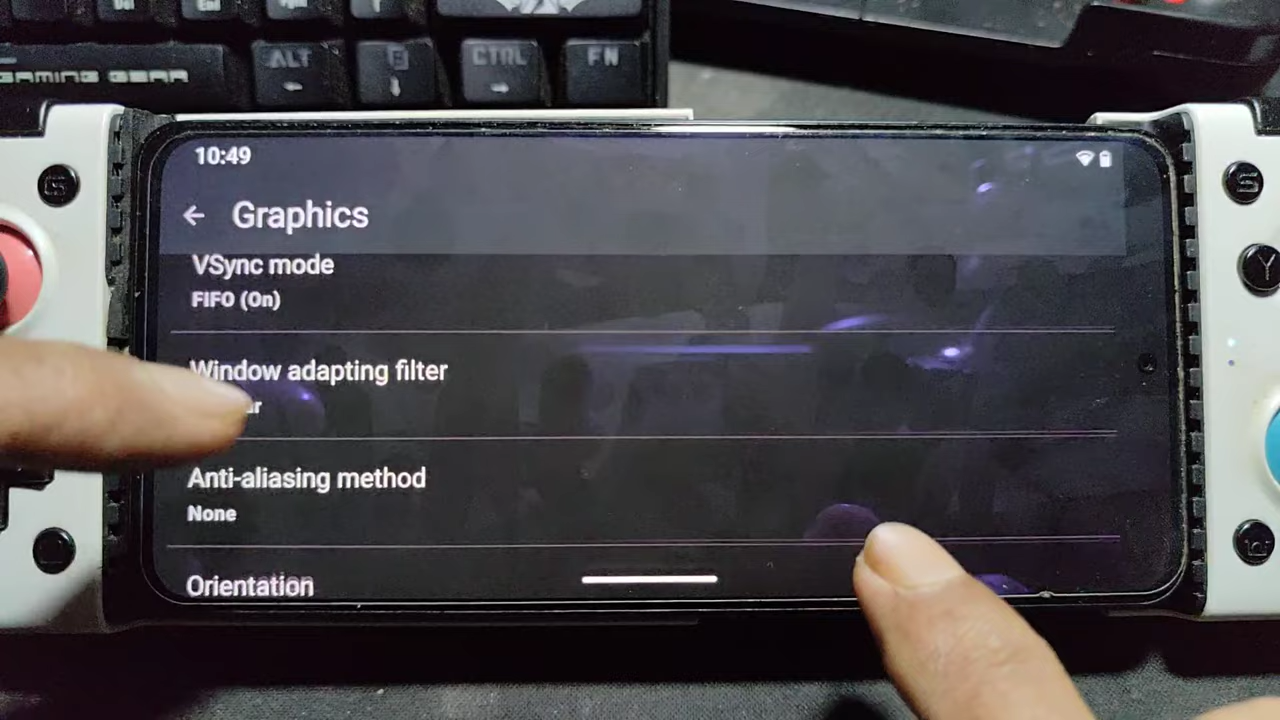 GAMING GEAR
ALT
CTRL
FN
10:49
Graphics
VSync mode
FIFO (On)
Window adapting filter
Anti-aliasing method
None
Orientation
S
Y